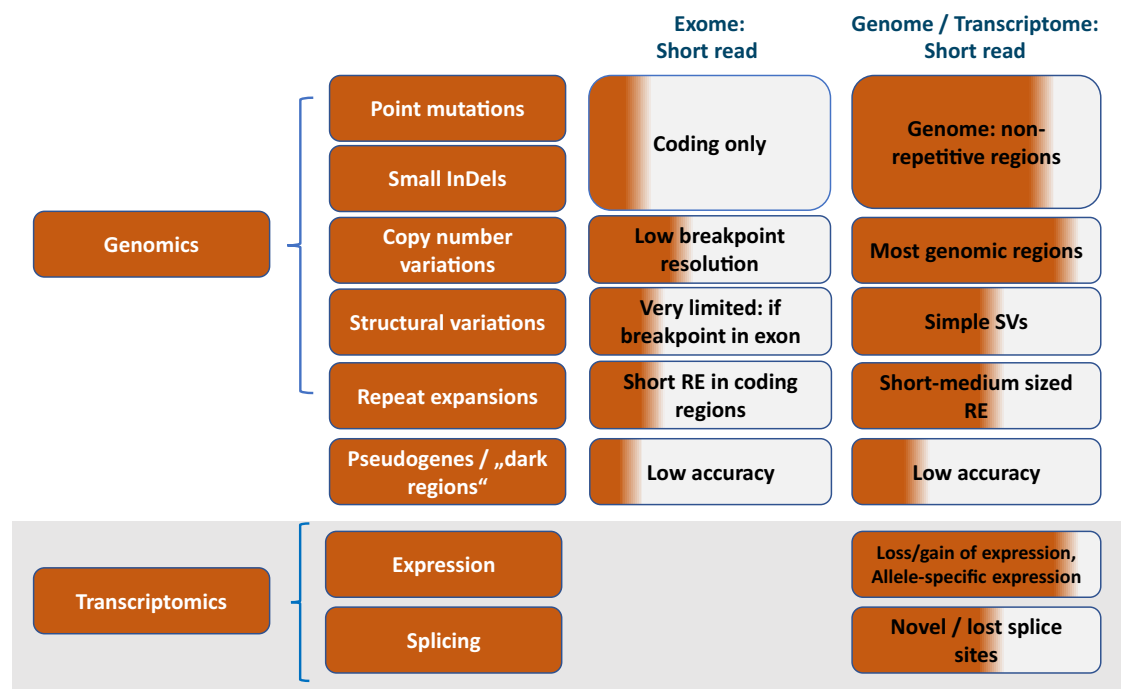 Exome:
Short read
Genome / Transcriptome:
Short read
Genomics
Point mutations
Small InDels
Coding only
Genome: non-
repetitive regions
Copy number
variations
Low breakpoint
resolution
Most genomic regions
Structural variations
Very limited: if
breakpoint in exon
Simple SVs
Repeat expansions
Short RE in coding
regions
Short-medium sized
RE
Pseudogenes / „dark
regions“
Low accuracy
Low accuracy
Transcriptomics
Expression
Loss/gain of expression,
Allele-specific expression
Splicing
Novel / lost splice
sites